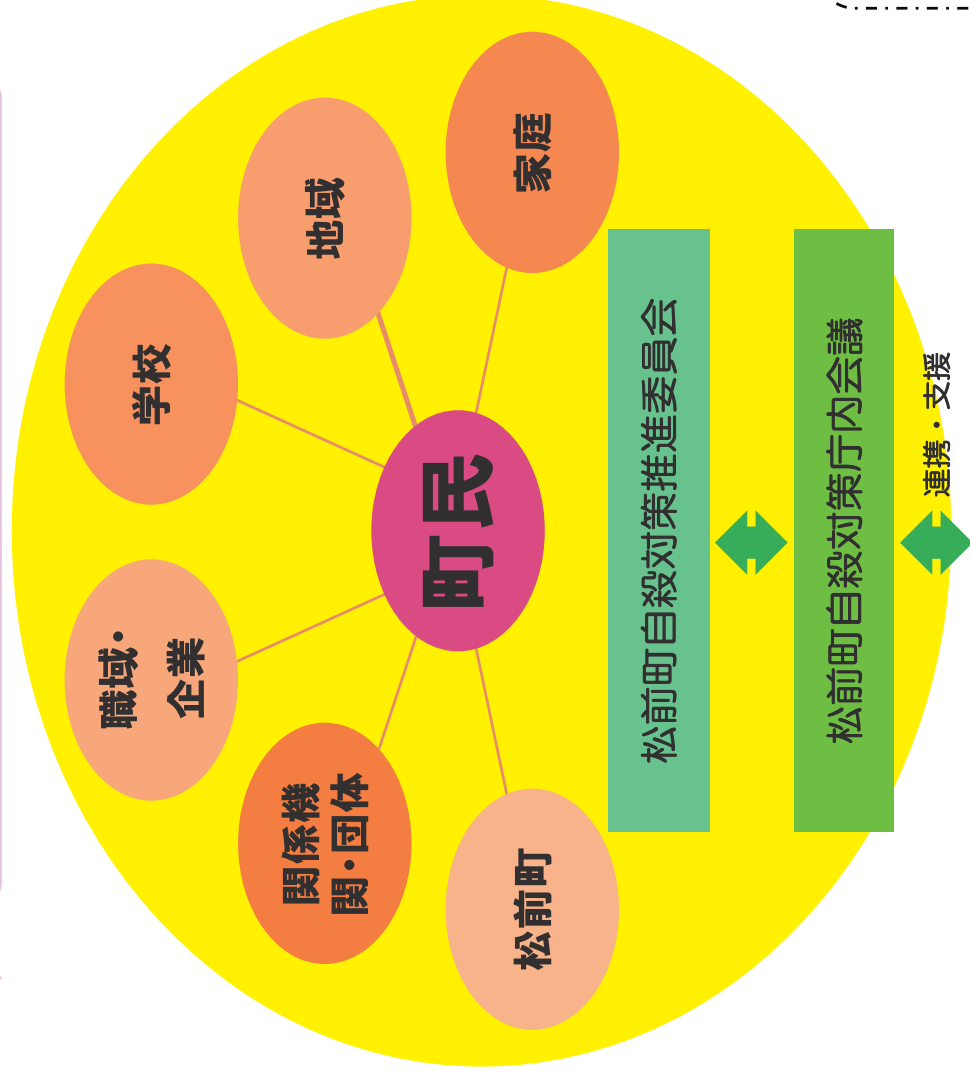 職域・
企業
学校
関係機
関・団体
地域
町民
松前町
家庭
松前町自殺対策推進委員会
松前町自殺対策庁内会議
連携・支援